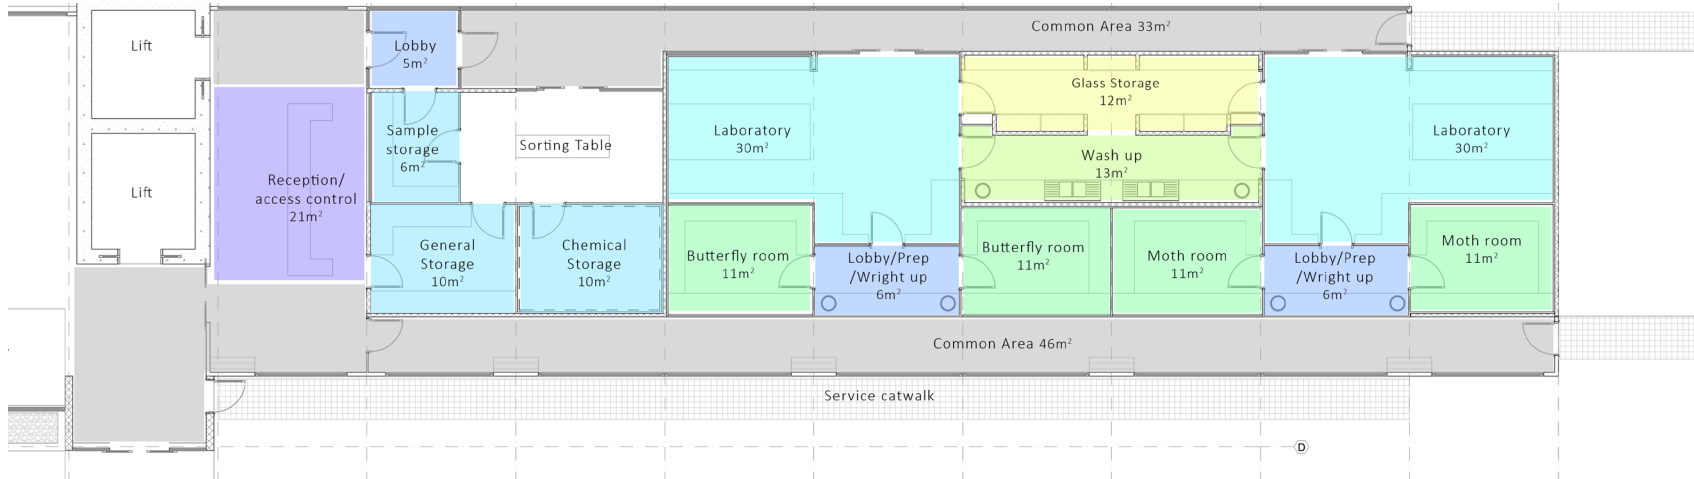 Common Area 33m²
Lift
Lobby
5m²
Glass Storage
12m²
Sample
storage
6m²
Sorting Table
Laboratory
30m²
Wash up
13m²
Laboratory
30m²
Lift
Reception/
access control
21m²
General
Storage
10m²
Chemical
Storage
10m²
Butterfly room
11m²
Lobby/Prep
/Wright up
6m²
Butterfly room
11m²
Moth room
11m²
Lobby/Prep
/Wright up
6m²
Moth room
11m²
Common Area 46m²
Service catwalk
D